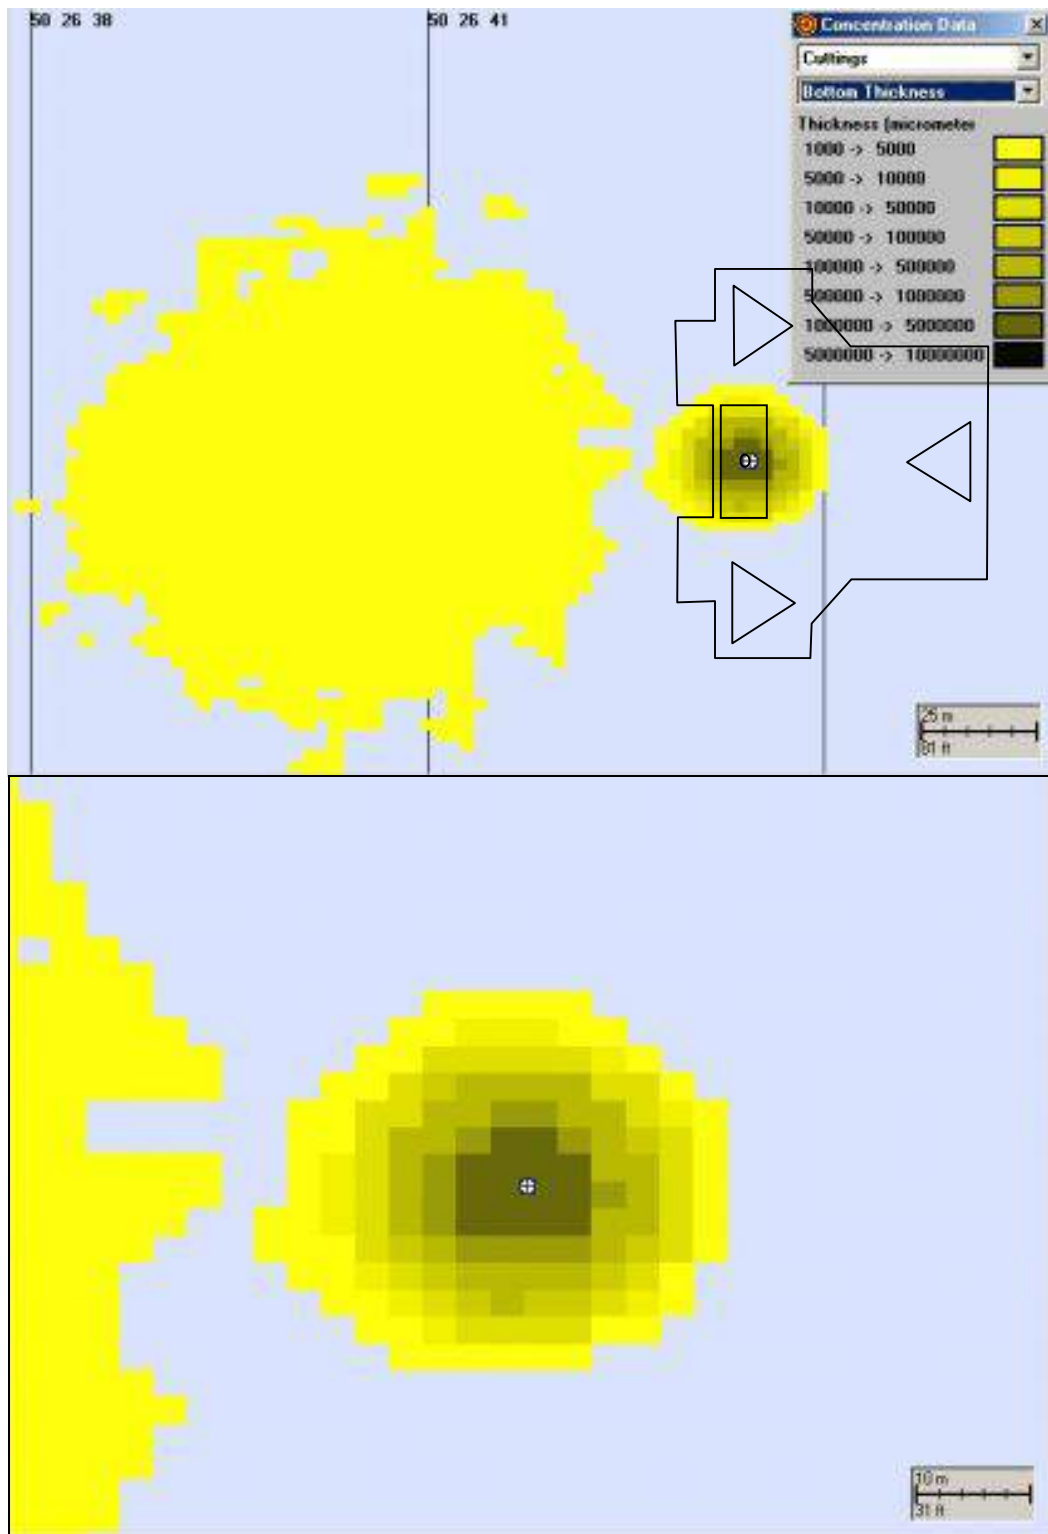 50 26 38
50 26 41
Concentration Data
Cuttings
Bottom Thickness
Thickness (micrometer
1000 -> 5000
5000 -> 10000
10000 -> 50000
50000 -> 100000
100000 -> 500000
500000 -> 1000000
1000000 -> 5000000
5000000 -> 10000000
25 m
81 ft
10 m
31 ft